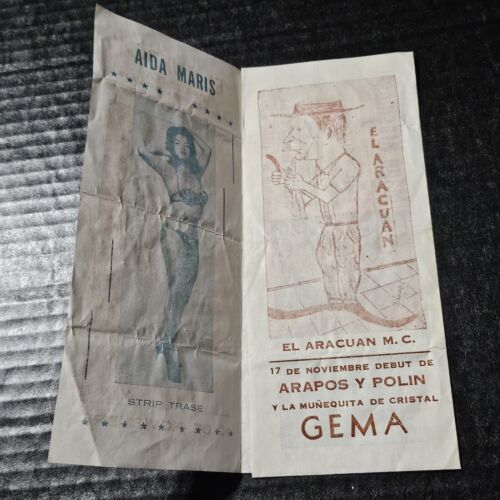 AIDA MARIS
STRIP TRASE
EL ARACUAN
EL ARACUAN M.C.
17 DE NOVIEMBRE DEBUT DE
ARAPOS Y POLIN
Y LA MUÑEQUITA DE CRISTAL
GEMA